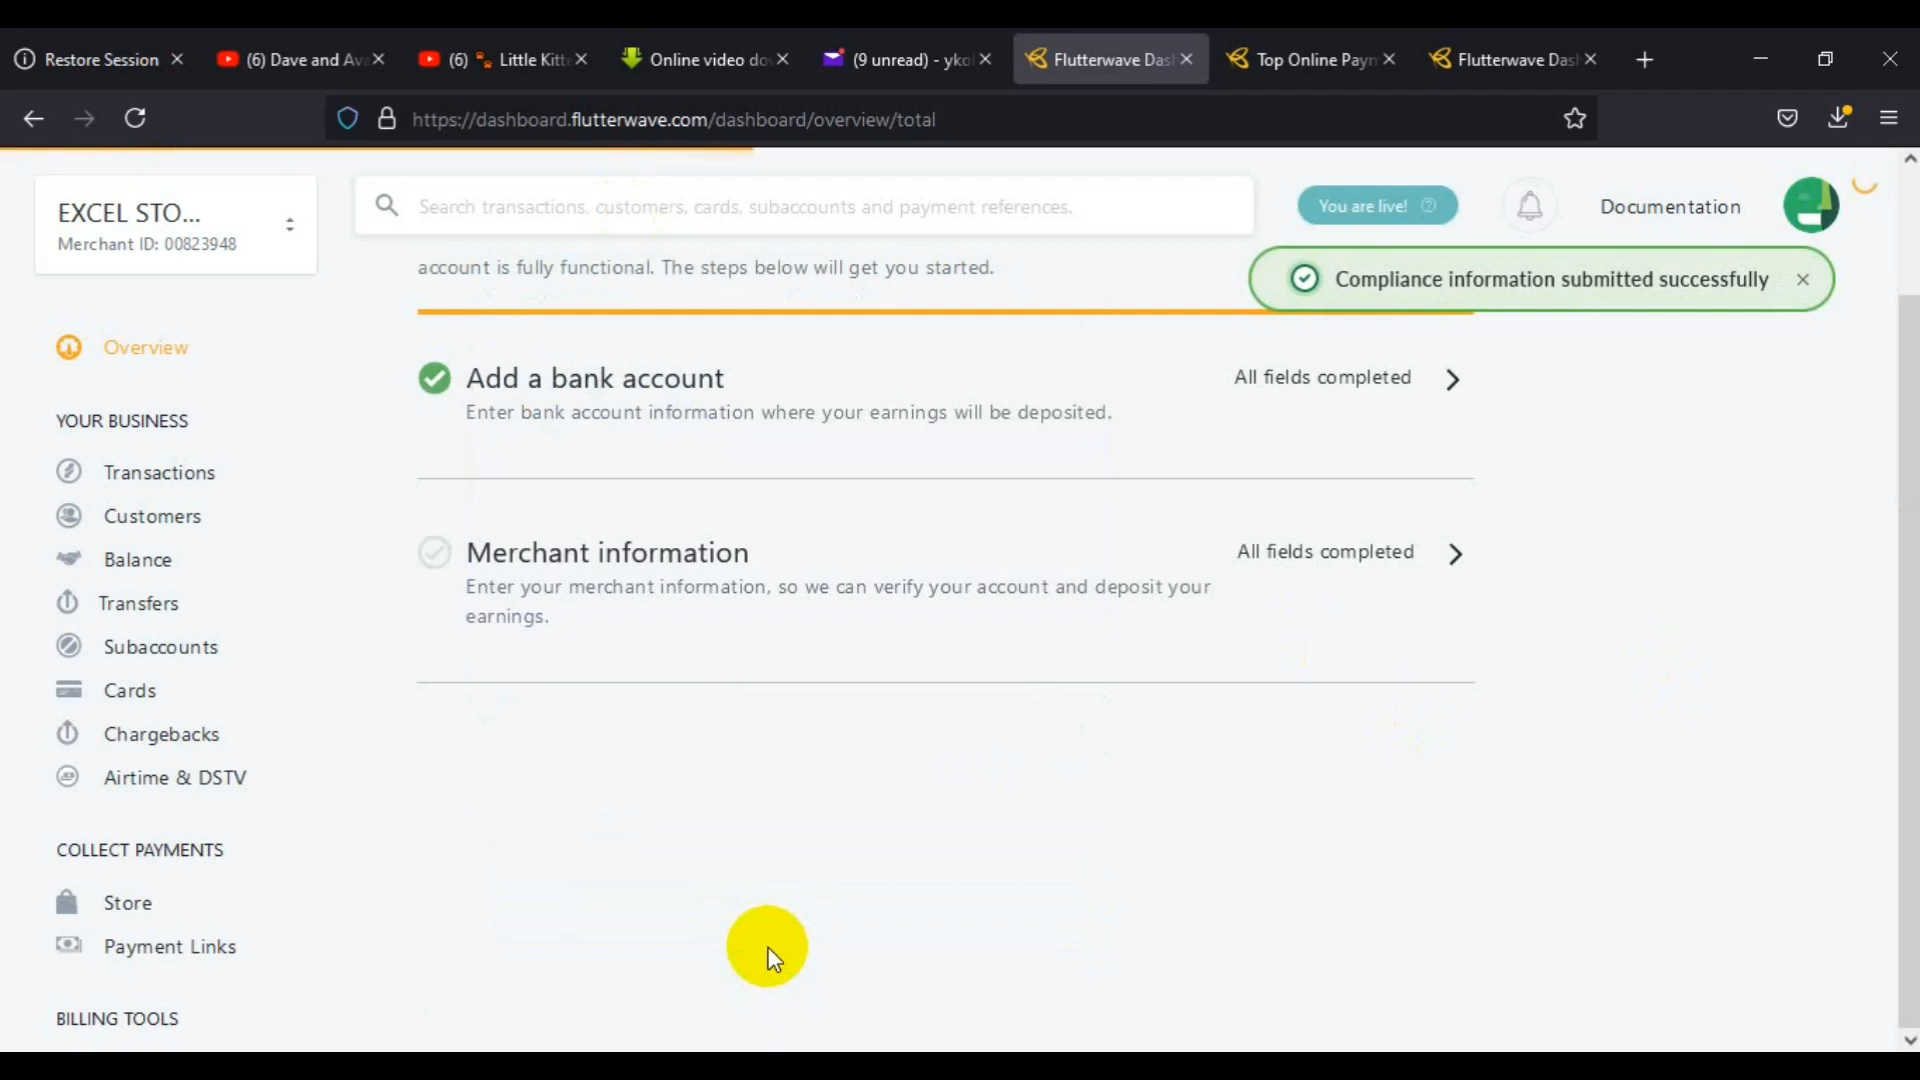 Restore Session
(6) Dave and Ava
(6) Little Kitte
Online video do
(9 unread) - yko
Flutterwave Das
Top Online Paym
Flutterwave Das
https://dashboard.flutterwave.com/dashboard/overview/total
EXCEL STO...
Merchant ID: 00823948
Search transactions, customers, cards, subaccounts and payment references.
You are live!
Documentation
account is fully functional. The steps below will get you started.
Compliance information submitted successfully
Overview
Add a bank account
All fields completed
Enter bank account information where your earnings will be deposited.
YOUR BUSINESS
Transactions
Customers
Balance
Transfers
Subaccounts
Cards
Chargebacks
Airtime & DSTV
Merchant information
All fields completed
Enter your merchant information, so we can verify your account and deposit your
earnings.
COLLECT PAYMENTS
Store
Payment Links
BILLING TOOLS